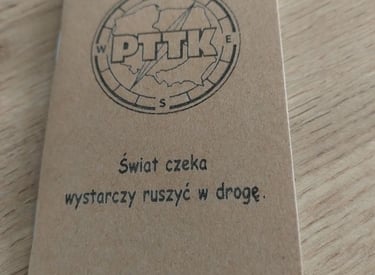 W PTTK E
S
Świat czeka
wystarczy ruszyć w drogę.